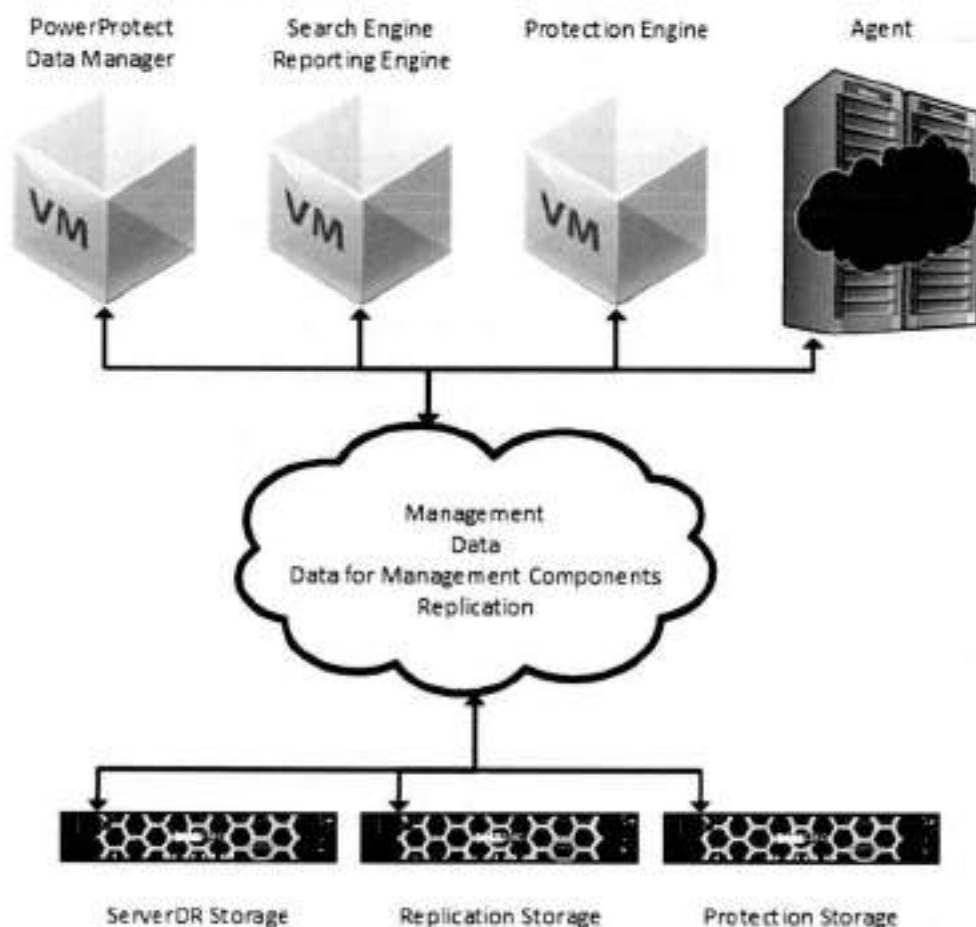 PowerProtect
Data Manager
Search Engine
Reporting Engine
Protection Engine
Agent
VM
VM
VM
Management
Data
Data for Management Components
Replication
ServerDR Storage
Replication Storage
Protection Storage